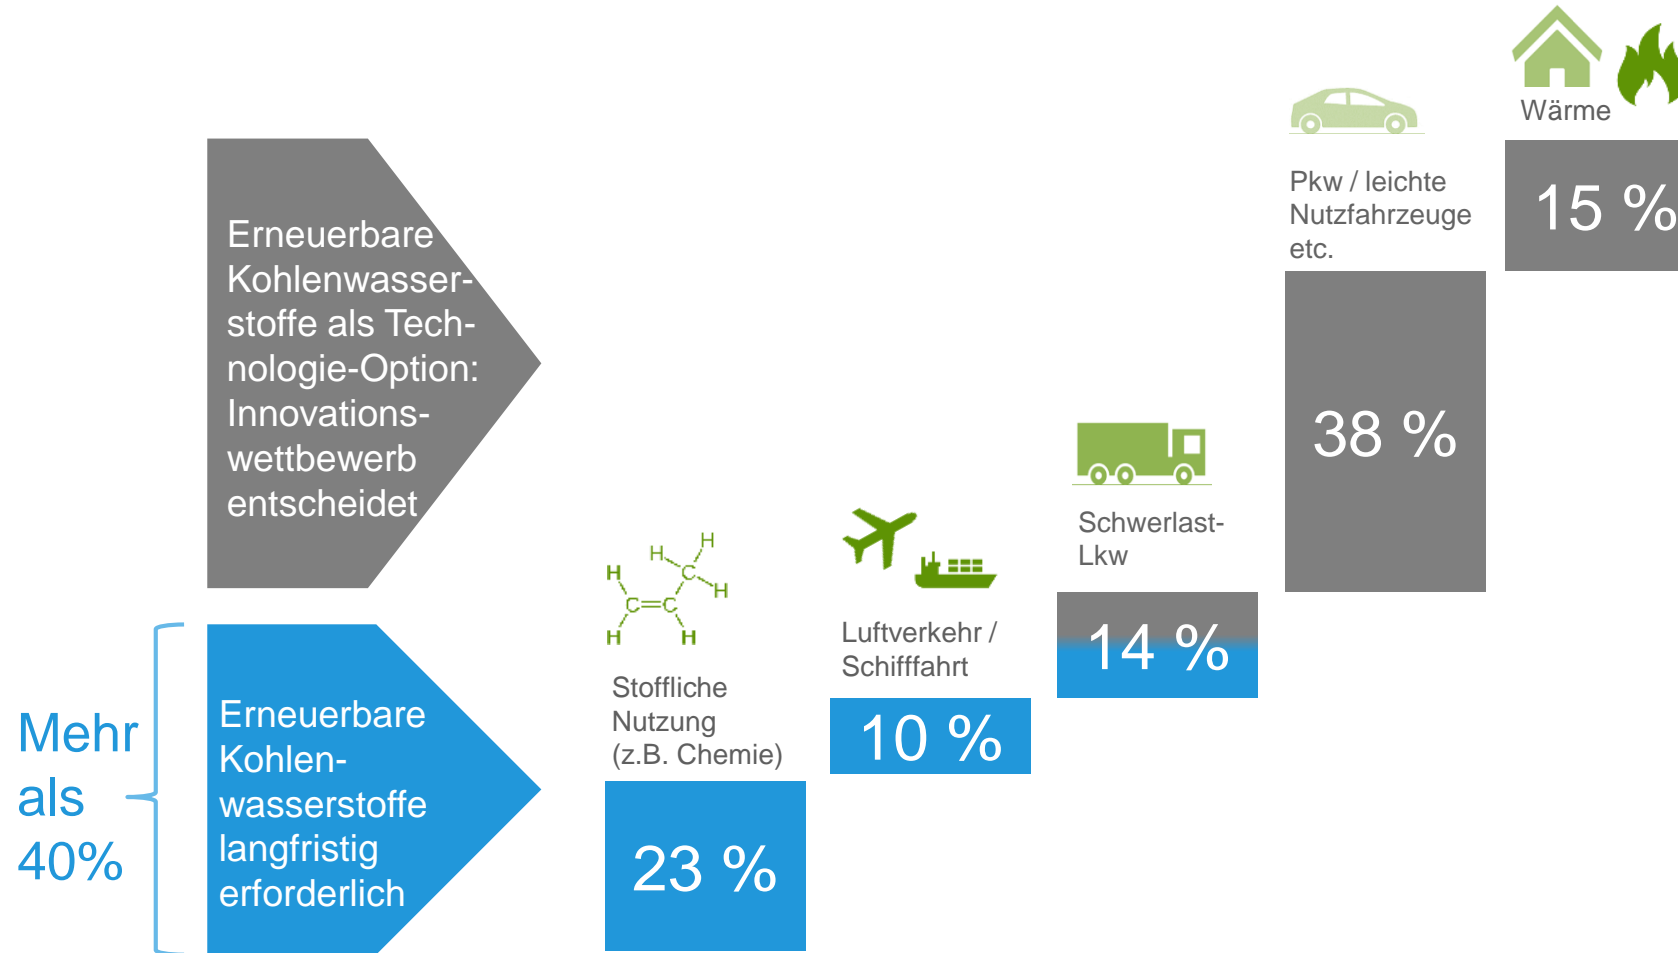 Erneuerbare
Kohlenwasser-
stoffe als Tech-
nologie-Option:
Innovations-
wettbewerb
entscheidet
Mehr
als
40%
Erneuerbare
Kohlen-
wasserstoffe
langfristig
erforderlich
H
H
H
C
H
C=C
H
H
Stoffliche
Nutzung
(z.B. Chemie)
23 %
Luftverkehr /
Schifffahrt
10 %
Schwerlast-
Lkw
14 %
Pkw / leichte
Nutzfahrzeuge
etc.
38 %
Wärme
15 %